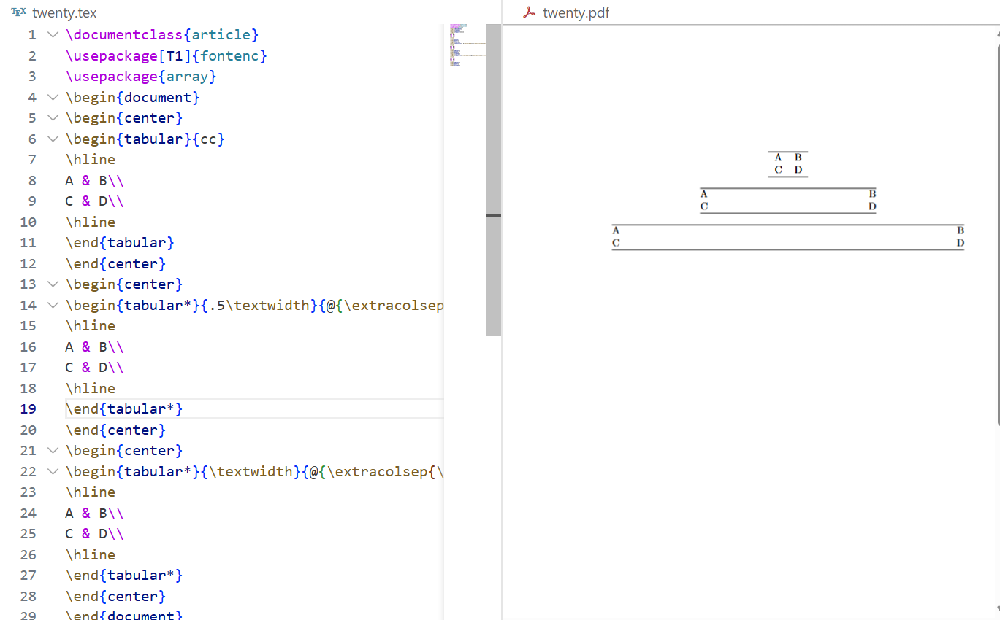 TEX twenty.tex
1 \documentclass{article}
2 \usepackage[T1]{fontenc}
3 \usepackage{array}
4 \begin{document}
5 \begin{center}
6 \begin{tabular}{cc}
7 \hline
8 A & B\\
9 C & D\\
10 \hline
11 \end{tabular}
12 \end{center}
13 \begin{center}
14 \begin{tabular*}{.5\textwidth}{@{\extracolsep
15 \hline
16 A & B\\
17 C & D\\
18 \hline
19 \end{tabular*}
20 \end{center}
21 \begin{center}
22 \begin{tabular*}{\textwidth}{@{\extracolsep{\
23 \hline
24 A & B\\
25 C & D\\
26 \hline
27 \end{tabular*}
28 \end{center}
29 \end{document}
twenty.pdf
A B
C D
A B
C D
A B
C D